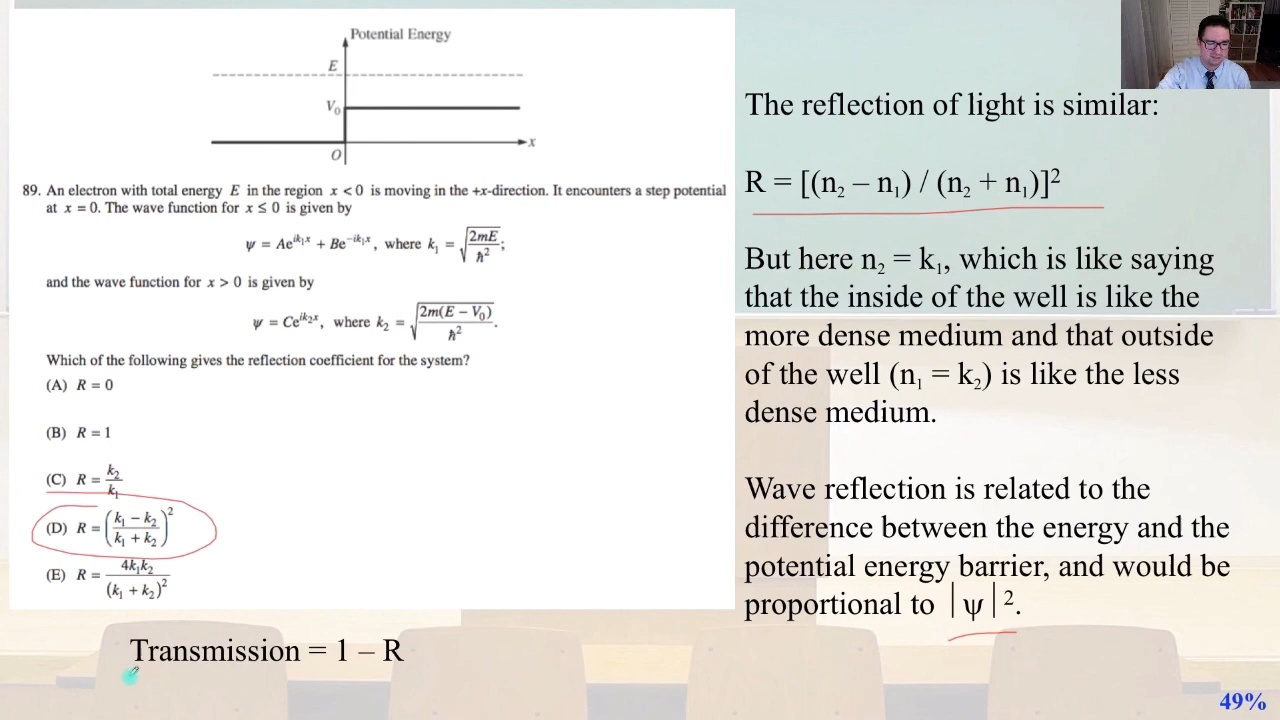 Potential Energy
E
V₀
O
x
89. An electron with total energy E in the region x < 0 is moving in the +x-direction. It encounters a step potential
at x = 0. The wave function for x ≤ 0 is given by
ψ = Ae^{ik₁x} + Be^{−ik₁x}, where k₁ = √(2mE/ħ²);
and the wave function for x > 0 is given by
ψ = Ce^{ik₂x}, where k₂ = √(2m(E − V₀)/ħ²).
Which of the following gives the reflection coefficient for the system?
(A) R = 0
(B) R = 1
(C) R = k₂/k₁
(D) R = ((k₁ − k₂)/(k₁ + k₂))²
(E) R = 4k₁k₂/(k₁ + k₂)²
Transmission = 1 – R
The reflection of light is similar:
R = [(n₂ – n₁) / (n₂ + n₁)]²
But here n₂ = k₁, which is like saying
that the inside of the well is like the
more dense medium and that outside
of the well (n₁ = k₂) is like the less
dense medium.
Wave reflection is related to the
difference between the energy and the
potential energy barrier, and would be
proportional to |ψ|².
49%